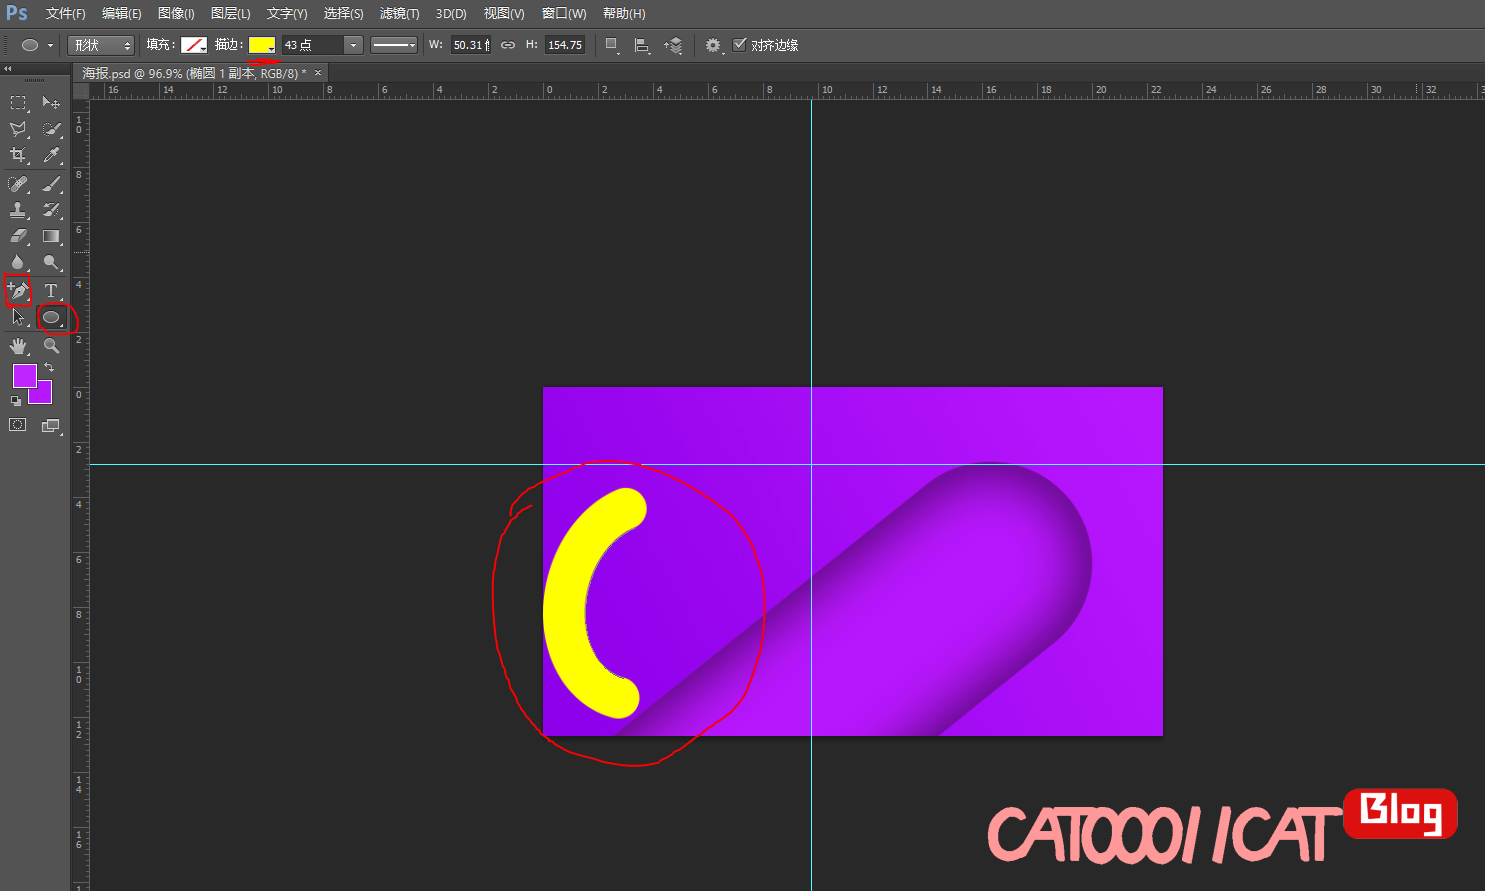 Ps 文件(F) 编辑(E) 图像(I) 图层(L) 文字(Y) 选择(S) 滤镜(T) 3D(D) 视图(V) 窗口(W) 帮助(H)
形状 填充: 描边: 43 点 W: 50.31 H: 154.75 对齐边缘
海报.psd @ 96.9% (椭圆 1 副本, RGB/8) * ×
16 14 12 10 8 6 4 2 0 2 4 6 8 10 12 14 16 18 20 22 24 26 28 30 32
10
8
6
4
2
0
2
4
6
8
10
12
14
16
T
CATOOO//CAT Blog